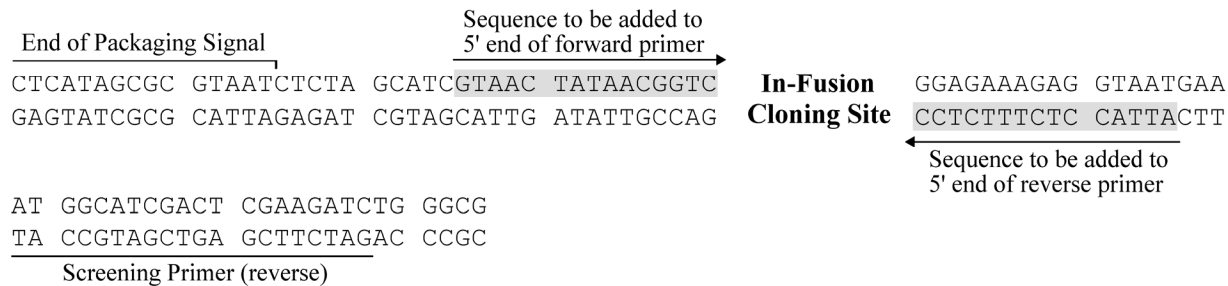 Sequence to be added to
5' end of forward primer
End of Packaging Signal
CTCATAGCGC GTAATCTCTA GCATCGTAAC TATAACGGTC In-Fusion GGAGAAAGAG GTAATGAA
GAGTATCGCG CATTAGAGAT CGTAGCATTG ATATTGCCAG Cloning Site CCTCTTTCTC CATTACTT
Sequence to be added to
5' end of reverse primer
AT GGCATCGACT CGAAGATCTG GGCG
TA CCGTAGCTGA GCTTCTAGAC CCGC
Screening Primer (reverse)